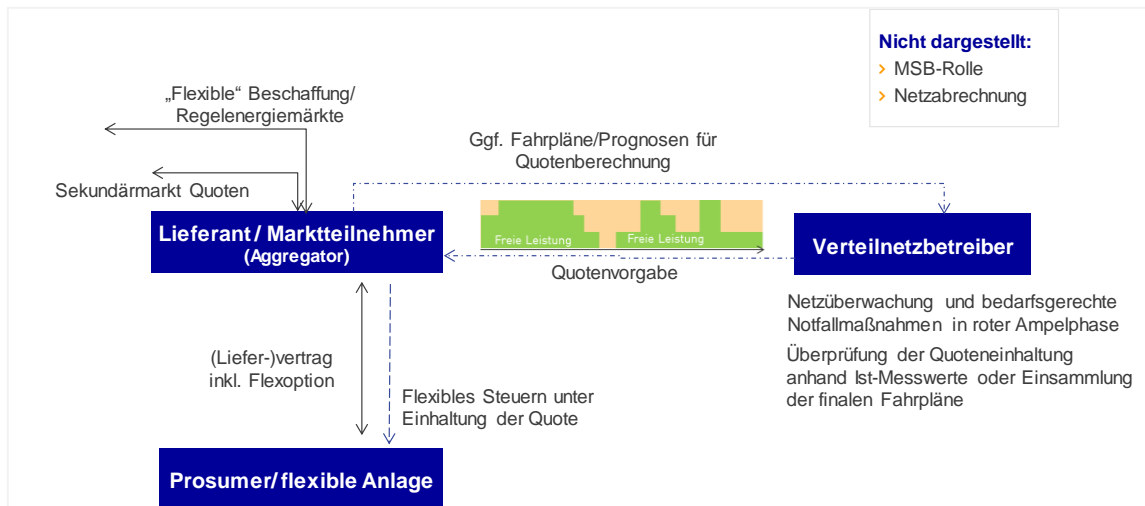 Nicht dargestellt:
MSB-Rolle
Netzabrechnung
„Flexible“ Beschaffung/
Regelenergiemärkte
Ggf. Fahrpläne/Prognosen für
Quotenberechnung
Sekundärmarkt Quoten
Lieferant / Marktteilnehmer
(Aggregator)
Freie Leistung
Freie Leistung
Verteilnetzbetreiber
Quotenvorgabe
Netzüberwachung und bedarfsgerechte
Notfallmaßnahmen in roter Ampelphase
Überprüfung der Quoteneinhaltung
anhand Ist-Messwerte oder Einsammlung
der finalen Fahrpläne
(Liefer-)vertrag
inkl. Flexoption
Flexibles Steuern unter
Einhaltung der Quote
Prosumer/flexible Anlage